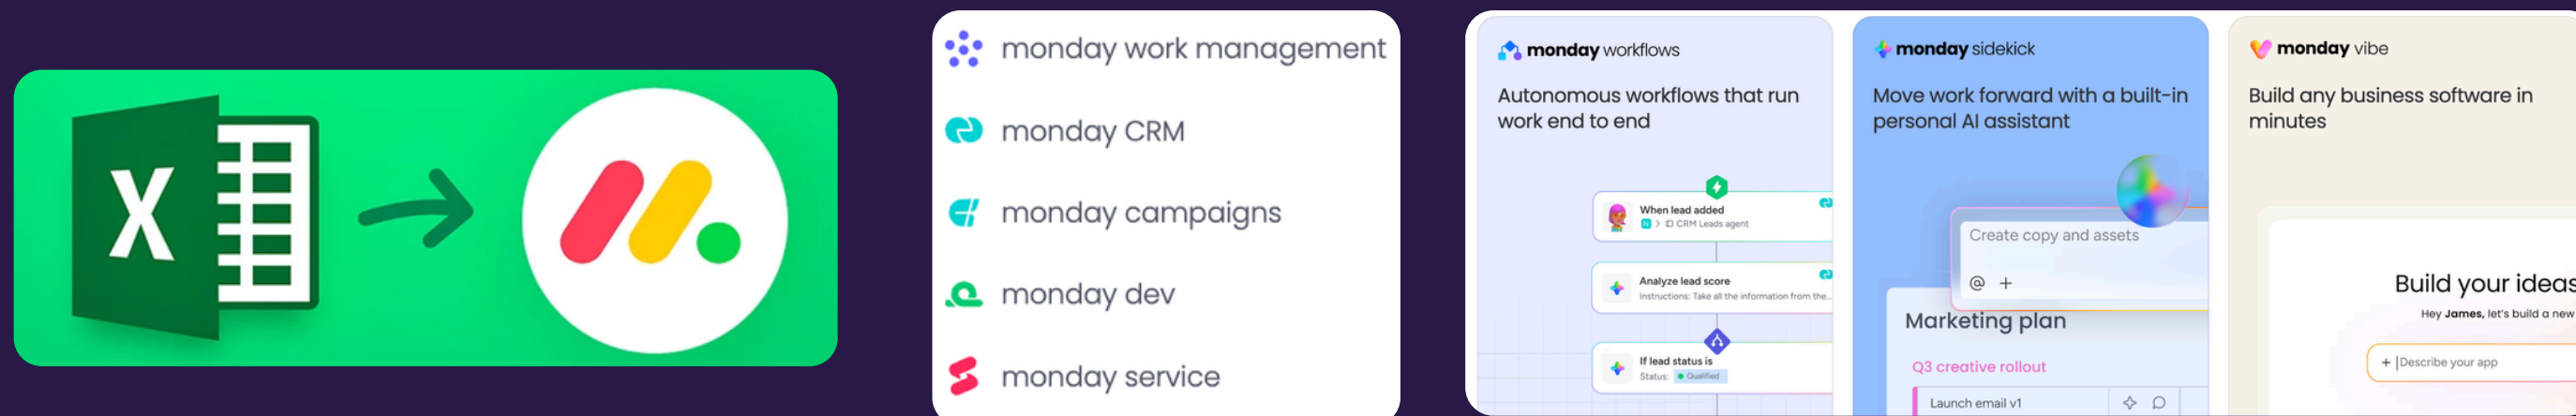 X
monday work management
monday CRM
monday campaigns
monday dev
monday service
monday workflows
Autonomous workflows that run
work end to end
When lead added
N > CRM Leads agent
Analyze lead score
Instructions: Take all the information from the...
If lead status is
Status: Qualified
monday sidekick
Move work forward with a built-in
personal AI assistant
Create copy and assets
@ +
Marketing plan
Q3 creative rollout
Launch email v1
monday vibe
Build any business software in
minutes
Build your ideas
Hey James, let's build a new
+ |Describe your app